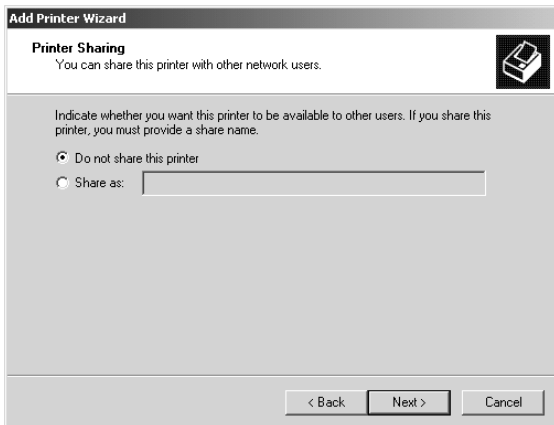 Add Printer Wizard
Printer Sharing
You can share this printer with other network users.
Indicate whether you want this printer to be available to other users. If you share this
printer, you must provide a share name.
Do not share this printer
Share as:
< Back
Next >
Cancel